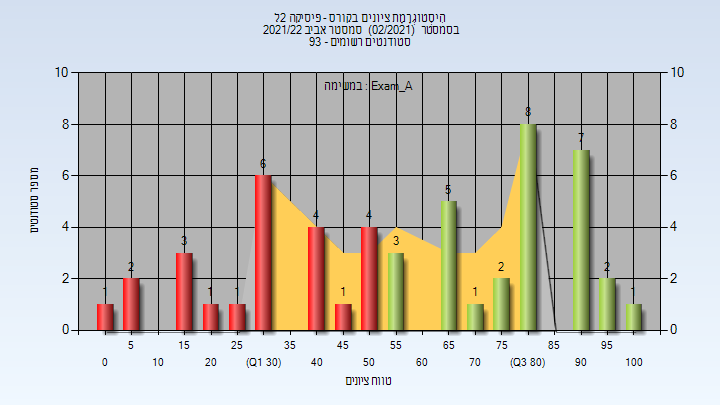 היסטוגרמת ציונים בקורס - פיסיקה 2ל
בסמסטר (02/2021) סמסטר אביב 2021/22
סטודנטים רשומים - 93
במשימה : Exam_A
מספר סטודנטים
10 10
8 8
6 6
4 4
2 2
0 0
1 2 3 1 1 6 4 1 4 3 5 1 2 8 7 2 1
5 15 25 35 45 55 65 75 85 95
0 10 20 (Q1 30) 40 50 60 70 (Q3 80) 90 100
טווח ציונים